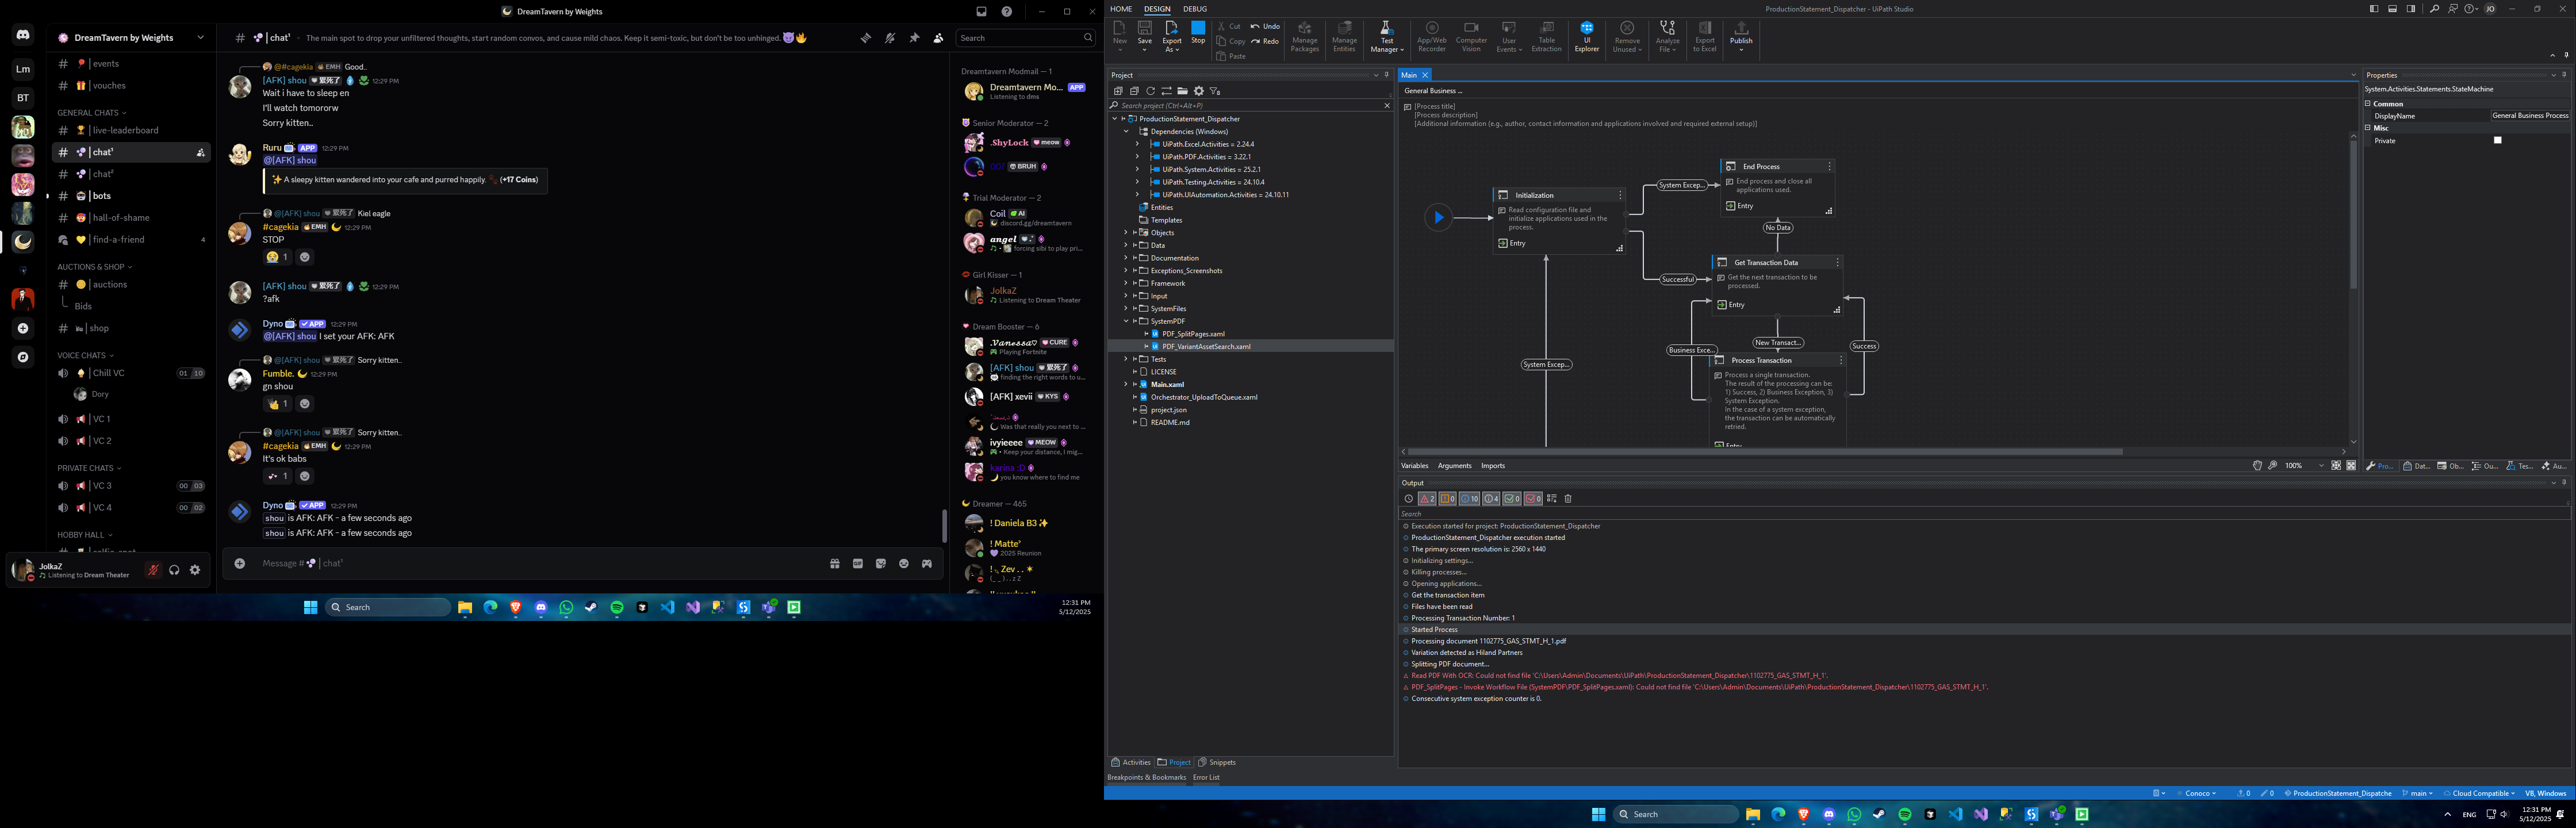 DreamTavern by Weights
DreamTavern by Weights
events
vouches
GENERAL CHATS
live-leaderboard
chat¹
chat²
bots
hall-of-shame
find-a-friend
4
AUCTIONS & SHOP
auctions
Bids
shop
VOICE CHATS
Chill VC
01 10
Dory
VC 1
VC 2
PRIVATE CHATS
VC 3
00 03
VC 4
00 02
HOBBY HALL
JolkaZ
Listening to Dream Theater
Lm
BT
# | chat¹
The main spot to drop your unfiltered thoughts, start random convos, and cause mild chaos. Keep it semi-toxic, but don't be too unhinged.
Search
@#cagekia EMH Good..
[AFK] shou 累死了 12:29 PM
Wait i have to sleep en
I'll watch tomororw
Sorry kitten..
Ruru APP 12:29 PM
@[AFK] shou
A sleepy kitten wandered into your cafe and purred happily. (+17 Coins)
@[AFK] shou 累死了 Kiel eagle
#cagekia EMH 12:29 PM
STOP
1
[AFK] shou 累死了 12:29 PM
?afk
Dyno APP 12:29 PM
@[AFK] shou I set your AFK: AFK
@[AFK] shou 累死了 Sorry kitten..
Fumble. 12:29 PM
gn shou
1
@[AFK] shou 累死了 Sorry kitten..
#cagekia EMH 12:29 PM
It's ok babs
1
Dyno APP 12:29 PM
shou is AFK: AFK - a few seconds ago
shou is AFK: AFK - a few seconds ago
Message # | chat¹
GIF
Dreamtavern Modmail — 1
Dreamtavern Mo... APP
Listening to dms
Senior Moderator — 2
.ShyLock meow
BRUH
Trial Moderator — 2
Coil AI
discord.gg/dreamtavern
angel
forcing sibi to play pri...
Girl Kisser — 1
JolkaZ
Listening to Dream Theater
Dream Booster — 6
.Vanessa♡ CURE
Playing Fortnite
[AFK] shou 累死了
finding the right words to u...
[AFK] xevii KYS
Was that really you next to ...
ivyieeee MEOW
Keep your distance, I mig...
karina :D
you know where to find me
Dreamer — 465
! Daniela B3
! Matte'
2025 Reunion
! Zev . .
(_ _) . . z Z
Search
12:31 PM
5/12/2025
HOME
DESIGN
DEBUG
ProductionStatement_Dispatcher - UiPath Studio
JO
New
Save
Export As
Stop
Cut
Copy
Paste
Undo
Redo
Manage Packages
Manage Entities
Test Manager
App/Web Recorder
Computer Vision
User Events
Table Extraction
UI Explorer
Remove Unused
Analyze File
Export to Excel
Publish
Project
Search project (Ctrl+Alt+P)
ProductionStatement_Dispatcher
Dependencies (Windows)
UiPath.Excel.Activities = 2.24.4
UiPath.PDF.Activities = 3.22.1
UiPath.System.Activities = 25.2.1
UiPath.Testing.Activities = 24.10.4
UiPath.UIAutomation.Activities = 24.10.11
Entities
Templates
Objects
Data
Documentation
Exceptions_Screenshots
Framework
Input
SystemFiles
SystemPDF
PDF_SplitPages.xaml
PDF_VariantAssetSearch.xaml
Tests
LICENSE
Main.xaml
Orchestrator_UploadToQueue.xaml
project.json
README.md
Activities
Project
Snippets
Breakpoints & Bookmarks
Error List
Main
General Business ...
[Process title]
[Process description]
[Additional information (e.g., author, contact information and applications involved and required external setup)]
Initialization
Read configuration file and
initialize applications used in the
process.
Entry
System Excep...
End Process
End process and close all
applications used.
Entry
No Data
Successful
Get Transaction Data
Get the next transaction to be
processed.
Entry
New Transact...
Business Exce...
Success
System Excep...
Process Transaction
Process a single transaction.
The result of the processing can be:
1) Success, 2) Business Exception, 3)
System Exception.
In the case of a system exception,
the transaction can be automatically
retried.
Entry
Variables
Arguments
Imports
100%
Properties
System.Activities.Statements.StateMachine
Common
DisplayName
General Business Process
Misc
Private
Pro...
Dat...
Ob...
Ou...
Tes...
Au...
Output
2
0
10
4
0
0
Search
Execution started for project: ProductionStatement_Dispatcher
ProductionStatement_Dispatcher execution started
The primary screen resolution is: 2560 x 1440
Initializing settings...
Killing processes...
Opening applications...
Get the transaction item
Files have been read
Processing Transaction Number: 1
Started Process
Processing document 1102775_GAS_STMT_H_1.pdf
Variation detected as Hiland Partners
Splitting PDF document...
Read PDF With OCR: Could not find file 'C:\Users\Admin\Documents\UiPath\ProductionStatement_Dispatcher\1102775_GAS_STMT_H_1'.
PDF_SplitPages - Invoke Workflow File (SystemPDF\PDF_SplitPages.xaml): Could not find file 'C:\Users\Admin\Documents\UiPath\ProductionStatement_Dispatcher\1102775_GAS_STMT_H_1'.
Consecutive system exception counter is 0.
Conoco
0
0
ProductionStatement_Dispatche
main
Cloud Compatible
VB, Windows
Search
ENG
12:31 PM
5/12/2025